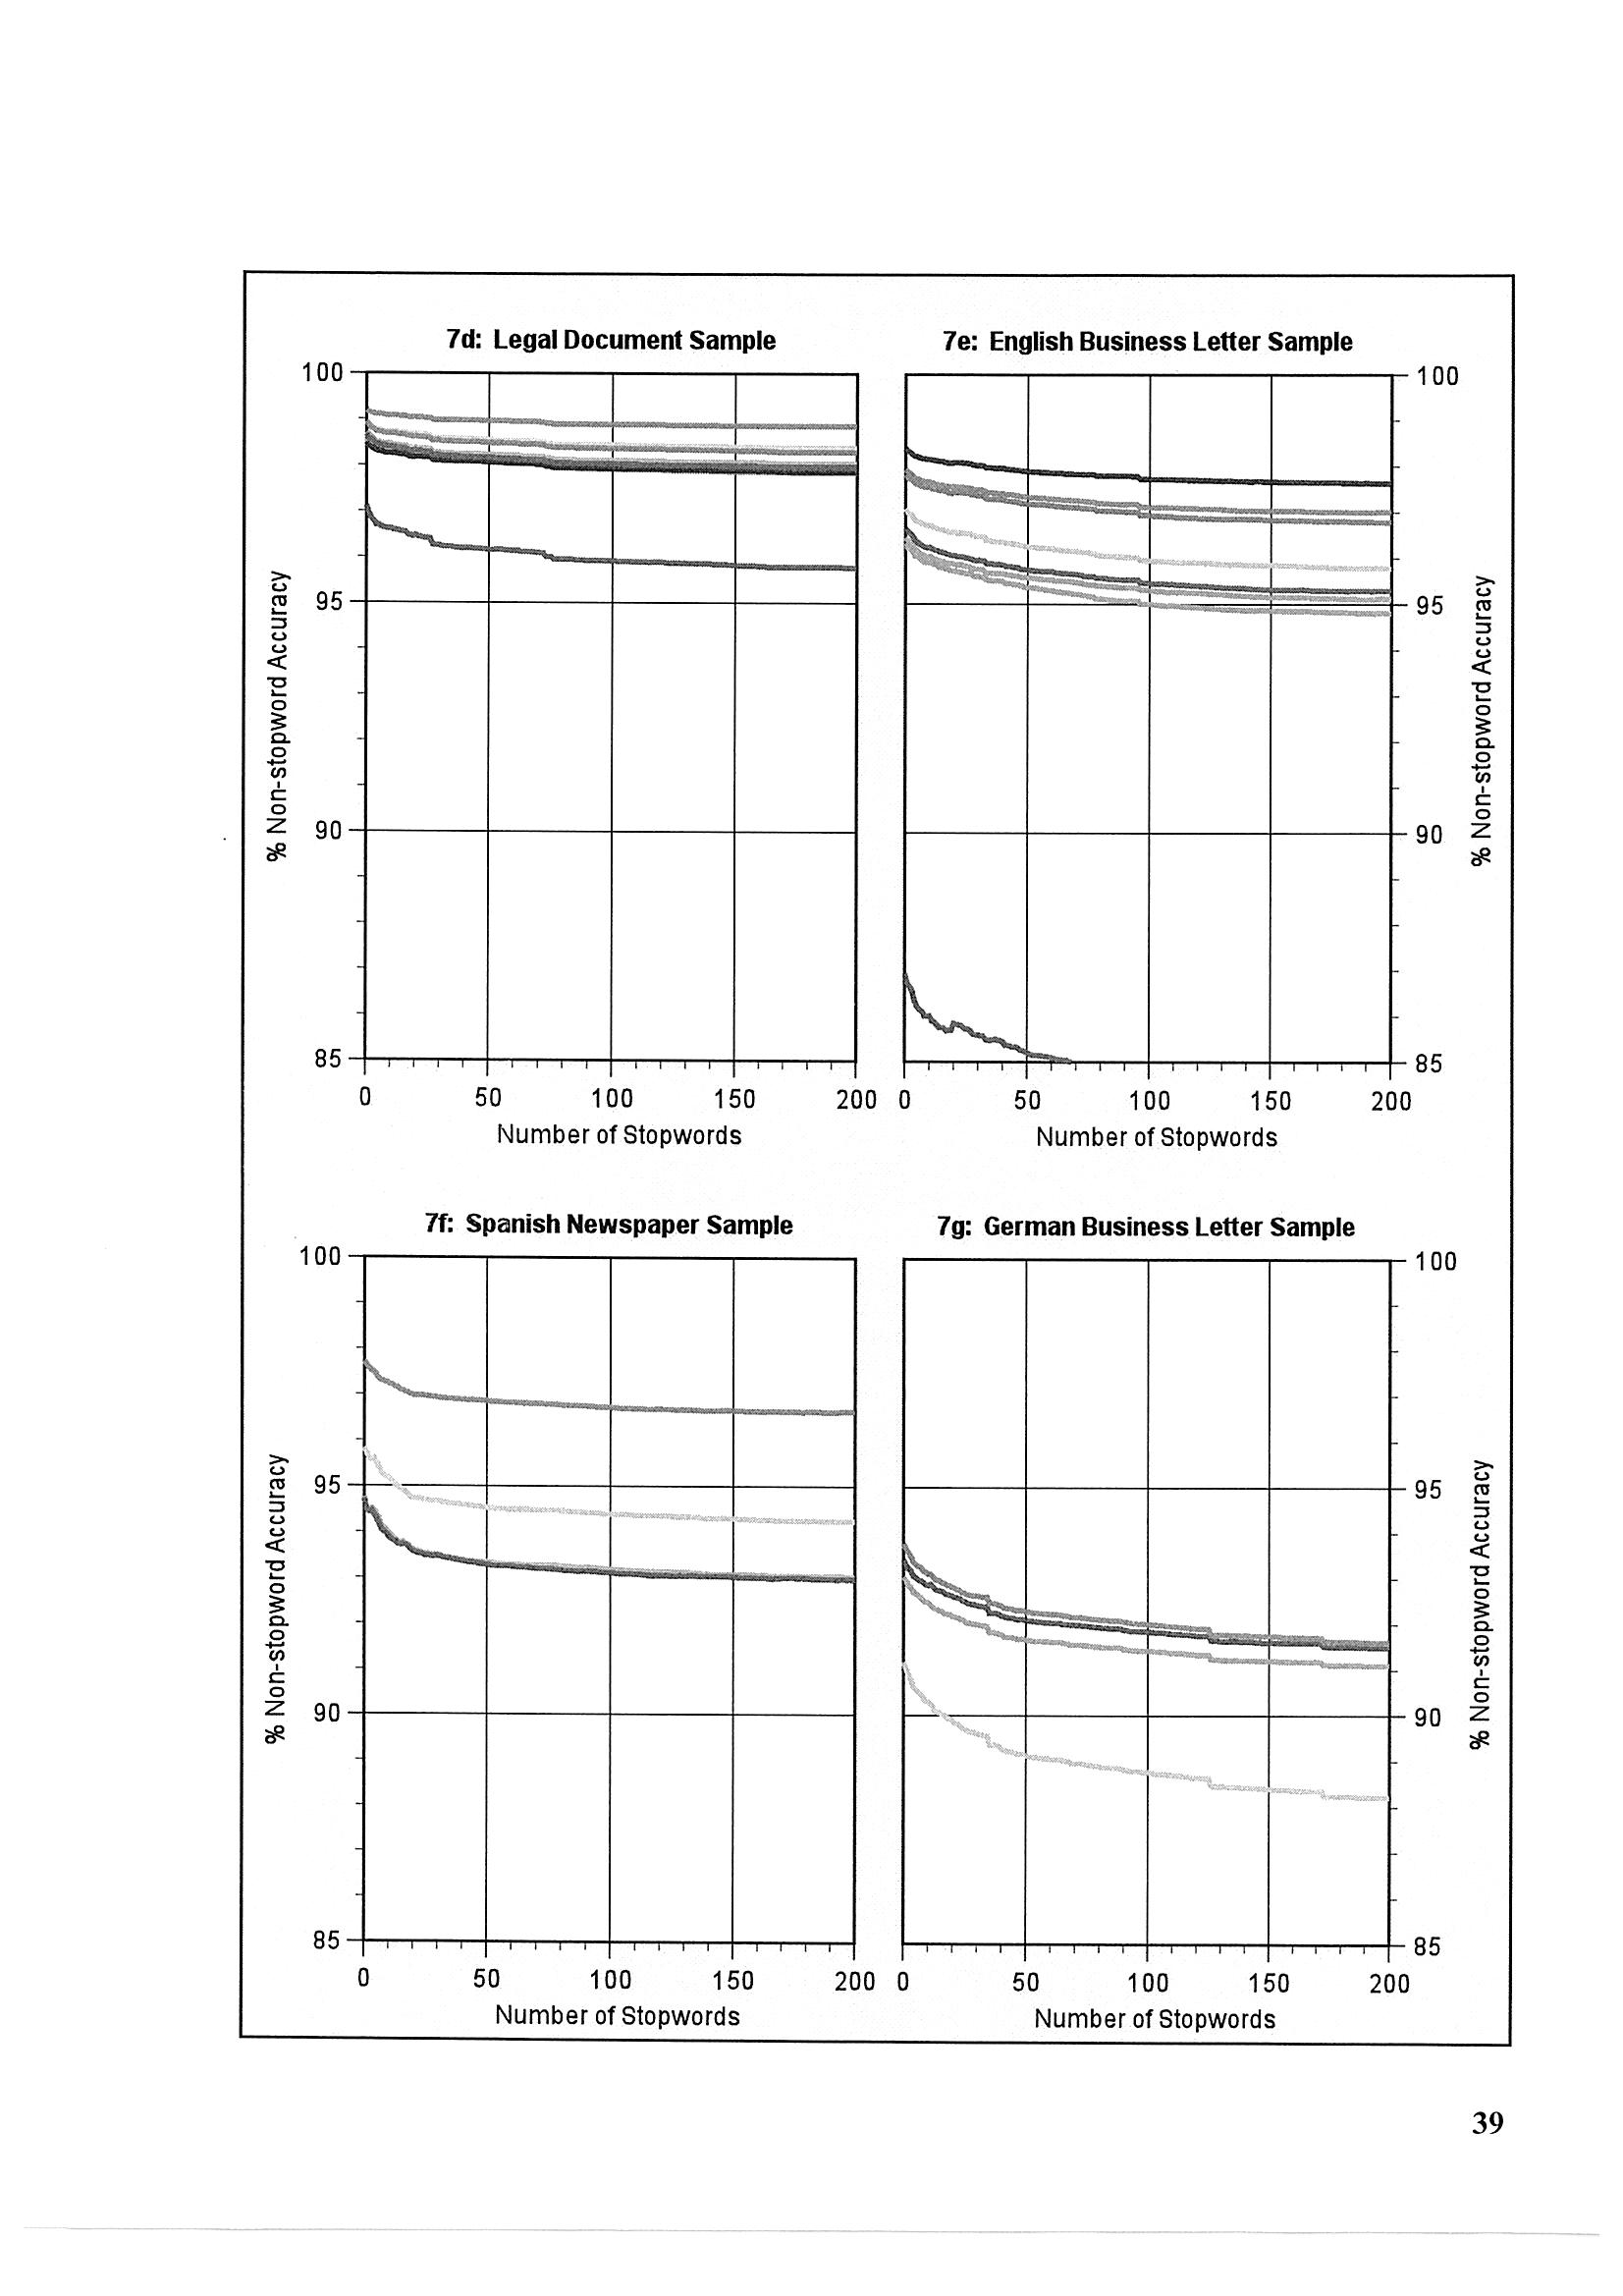 7d: Legal Document Sample
100
95
90
85
% Non-stopword Accuracy
0 50 100 150 200
Number of Stopwords
7e: English Business Letter Sample
100
95
90
85
% Non-stopword Accuracy
0 50 100 150 200
Number of Stopwords
7f: Spanish Newspaper Sample
100
95
90
85
% Non-stopword Accuracy
0 50 100 150 200
Number of Stopwords
7g: German Business Letter Sample
100
95
90
85
% Non-stopword Accuracy
0 50 100 150 200
Number of Stopwords
39